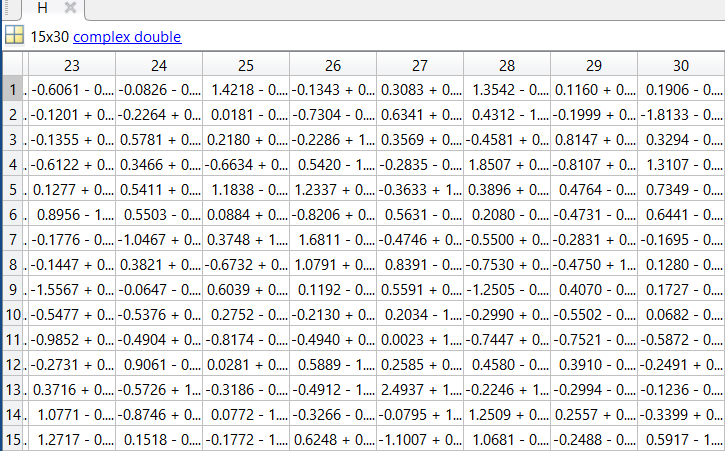 H
15x30 complex double
23 24 25 26 27 28 29 30
1 -0.6061 - 0.... -0.0826 - 0.... 1.4218 - 0.... -0.1343 + 0.... 0.3083 + 0.... 1.3542 - 0.... 0.1160 + 0.... 0.1906 - 0....
2 -0.1201 + 0.... -0.2264 + 0.... 0.0181 - 0.... -0.7304 - 0.... 0.6341 + 0.... 0.4312 - 1.... -0.1999 + 0.... -1.8133 - 0....
3 -0.1355 + 0.... 0.5781 + 0.... 0.2180 + 0.... -0.2286 + 1.... 0.3569 + 0.... -0.4581 + 0.... 0.8147 + 0.... 0.3294 - 0....
4 -0.6122 + 0.... 0.3466 + 0.... -0.6634 + 0.... 0.5420 - 1.... -0.2835 - 0.... 1.8507 + 0.... -0.8107 + 0.... 1.3107 - 0....
5 0.1277 + 0.... 0.5411 + 0.... 1.1838 - 0.... 1.2337 + 0.... -0.3633 + 1.... 0.3896 + 0.... 0.4764 - 0.... 0.7349 - 0....
6 0.8956 - 1.... 0.5503 - 0.... 0.0884 + 0.... -0.8206 + 0.... 0.5631 - 0.... 0.2080 - 0.... -0.4731 - 0.... 0.6441 - 0....
7 -0.1776 - 0.... -1.0467 + 0.... 0.3748 + 1.... 1.6811 - 0.... -0.4746 + 0.... -0.5500 + 0.... -0.2831 + 0.... -0.1695 - 0....
8 -0.1447 + 0.... 0.3821 + 0.... -0.6732 + 0.... 1.0791 + 0.... 0.8391 - 0.... -0.7530 + 0.... -0.4750 + 1.... 0.1280 - 0....
9 -1.5567 + 0.... -0.0647 - 0.... 0.6039 + 0.... 0.1192 - 0.... 0.5591 + 0.... -1.2505 - 0.... 0.4070 - 0.... 0.1727 - 0....
10 -0.5477 - 0.... -0.5376 - 0.... 0.2752 - 0.... -0.2130 - 0.... 0.2034 - 1.... -0.2990 + 0.... -0.5502 - 0.... 0.0682 - 0....
11 -0.9852 - 0.... -0.4904 + 0.... -0.8174 - 0.... -0.4940 + 0.... 0.0023 + 1.... -0.7447 + 0.... -0.7521 - 0.... -0.5872 - 0....
12 -0.2731 + 0.... 0.9061 - 0.... 0.0281 + 0.... 0.5889 - 1.... 0.2585 + 0.... 0.4580 - 0.... 0.3910 - 0.... -0.2491 + 0....
13 0.3716 + 0.... -0.5726 + 1.... -0.3186 - 0.... -0.4912 - 1.... 2.4937 + 1.... -0.2246 + 1.... -0.2994 - 0.... -0.1236 - 0....
14 1.0771 - 0.... -0.8746 + 0.... 0.0772 - 1.... -0.3266 - 0.... -0.0795 + 1.... 1.2509 + 0.... 0.2557 + 0.... -0.3399 + 0....
15 1.2717 - 0.... 0.1518 - 0.... -0.1772 - 1.... 0.6248 + 0.... -1.1007 + 0.... 1.0681 - 0.... -0.2488 - 0.... 0.5917 - 1....